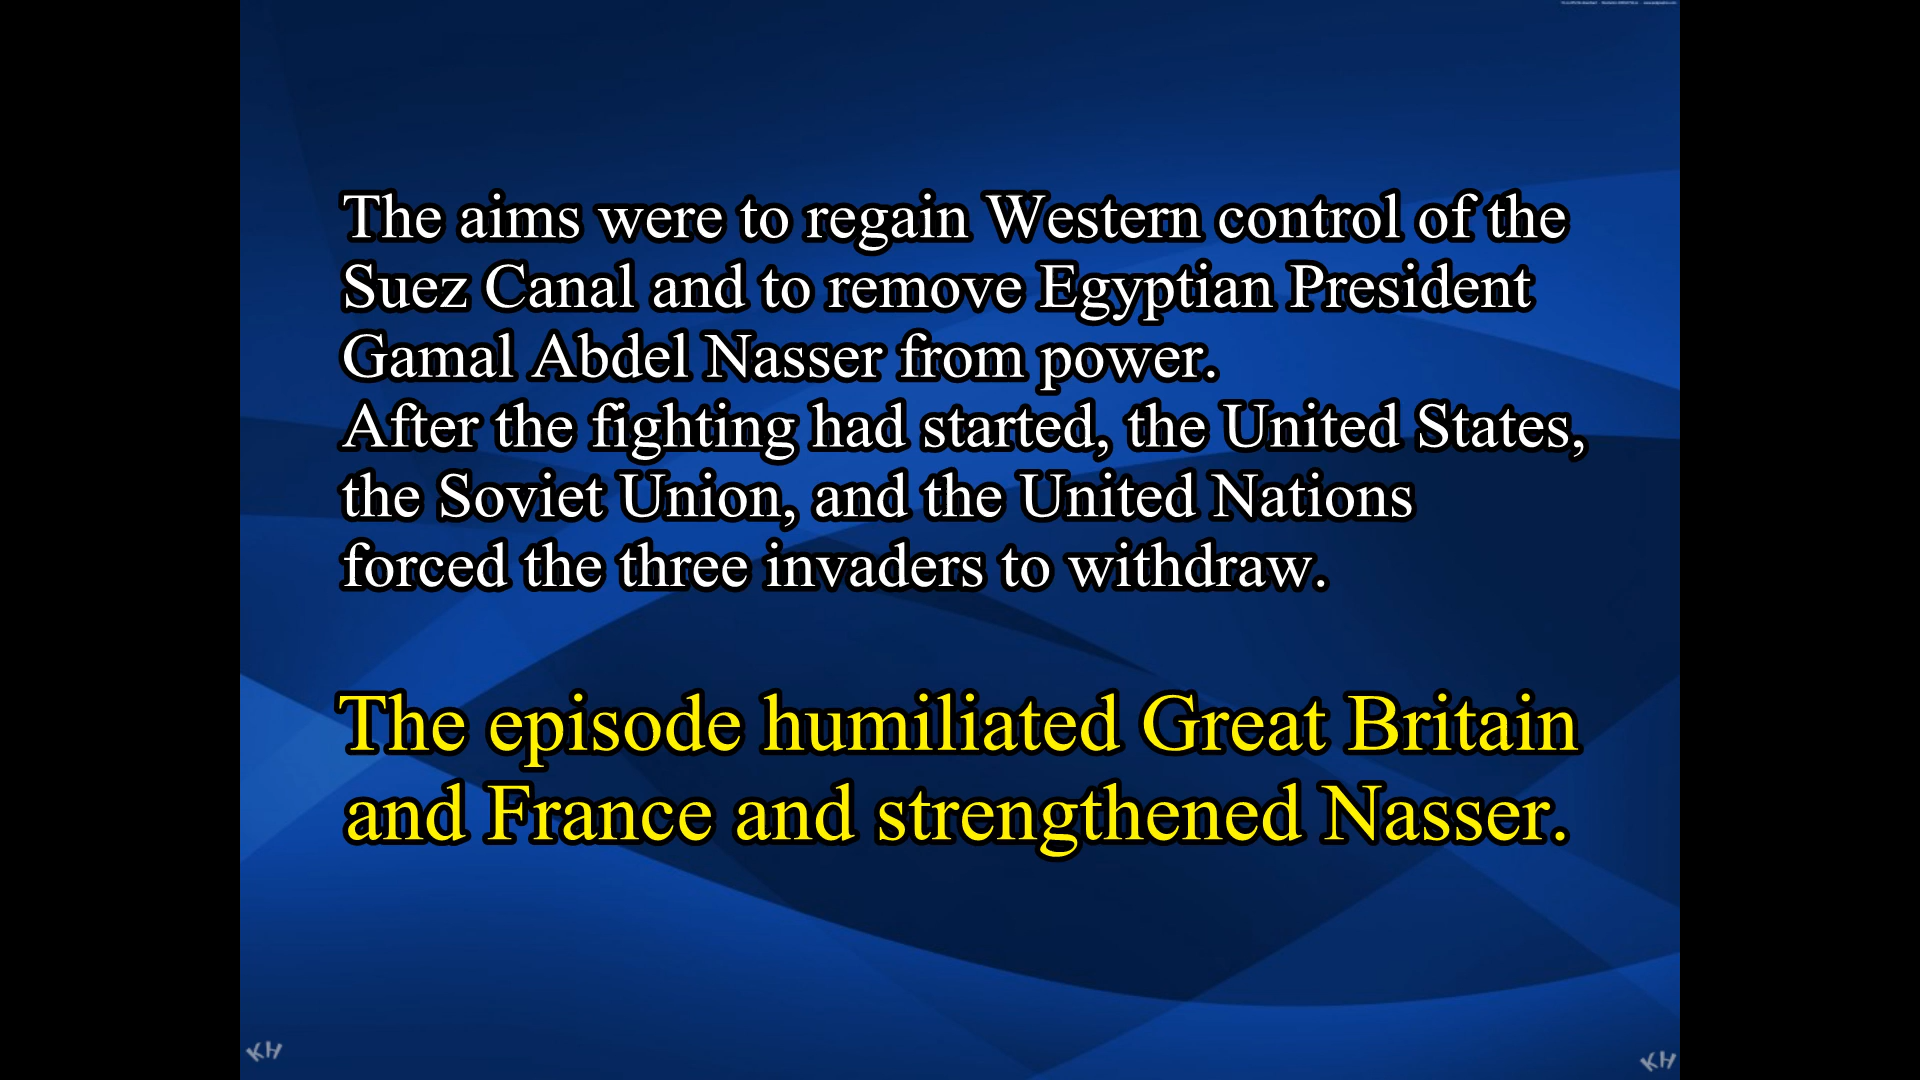 The aims were to regain Western control of the
Suez Canal and to remove Egyptian President
Gamal Abdel Nasser from power.
After the fighting had started, the United States,
the Soviet Union, and the United Nations
forced the three invaders to withdraw.
The episode humiliated Great Britain
and France and strengthened Nasser.
KH
KH